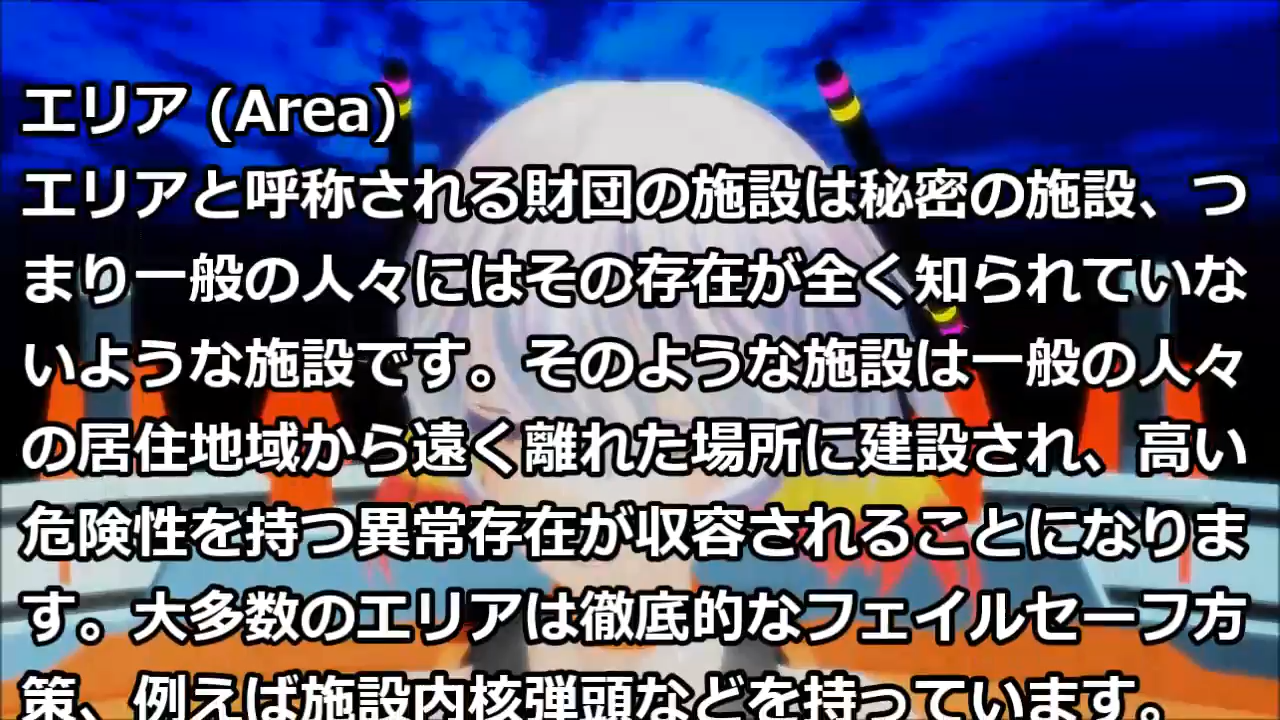 エリア (Area)
エリアと呼称される財団の施設は秘密の施設、つ
まり一般の人々にはその存在が全く知られていな
いような施設です。そのような施設は一般の人々
の居住地域から遠く離れた場所に建設され、高い
危険性を持つ異常存在が収容されることになりま
す。大多数のエリアは徹底的なフェイルセーフ方
策、例えば施設内核弾頭などを持っています。